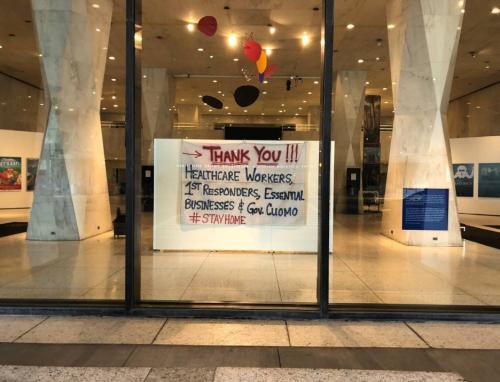 → THANK YOU !!!
HEALTHCARE WORKERS,
1ST RESPONDERS, ESSENTIAL
BUSINESSES & GOV. CUOMO
#STAYHOME